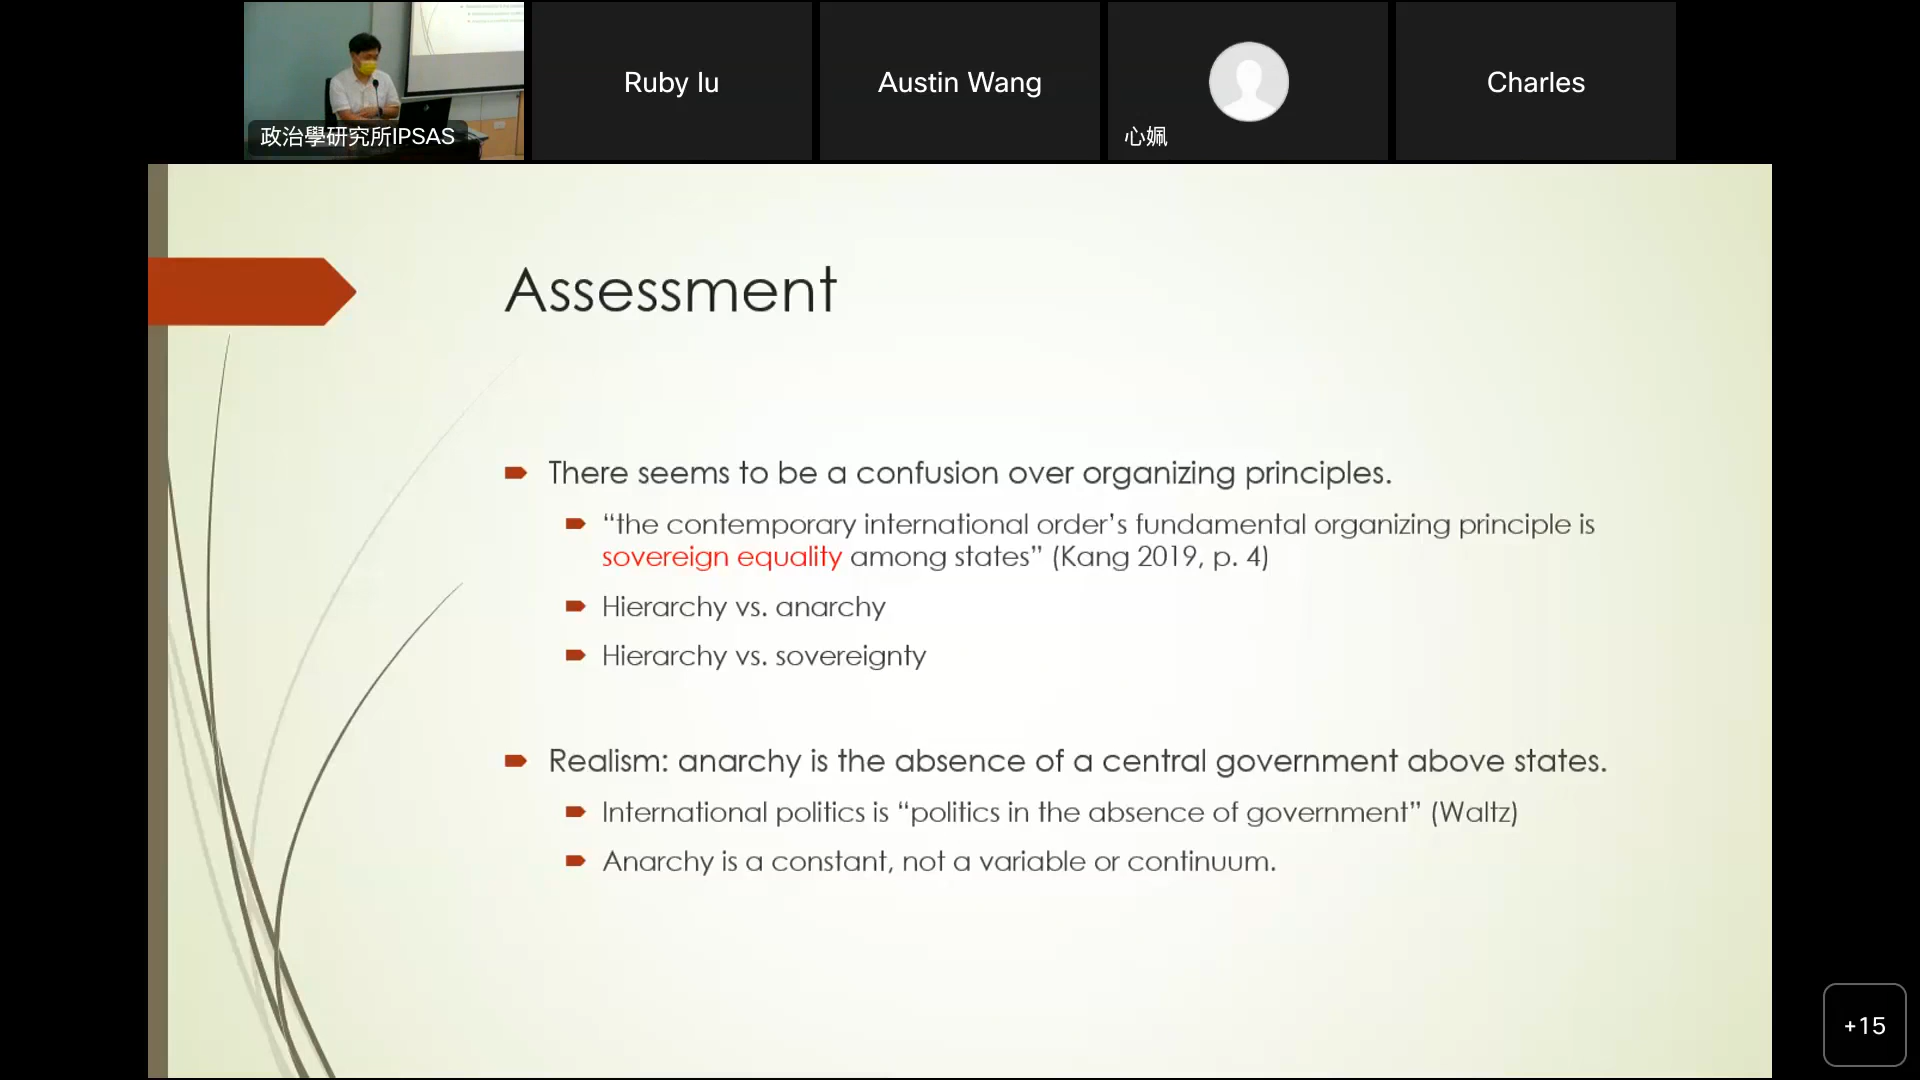 政治學研究所IPSAS
Ruby lu
Austin Wang
心姵
Charles
Assessment
There seems to be a confusion over organizing principles.
“the contemporary international order’s fundamental organizing principle is
sovereign equality among states” (Kang 2019, p. 4)
Hierarchy vs. anarchy
Hierarchy vs. sovereignty
Realism: anarchy is the absence of a central government above states.
International politics is “politics in the absence of government” (Waltz)
Anarchy is a constant, not a variable or continuum.
+15